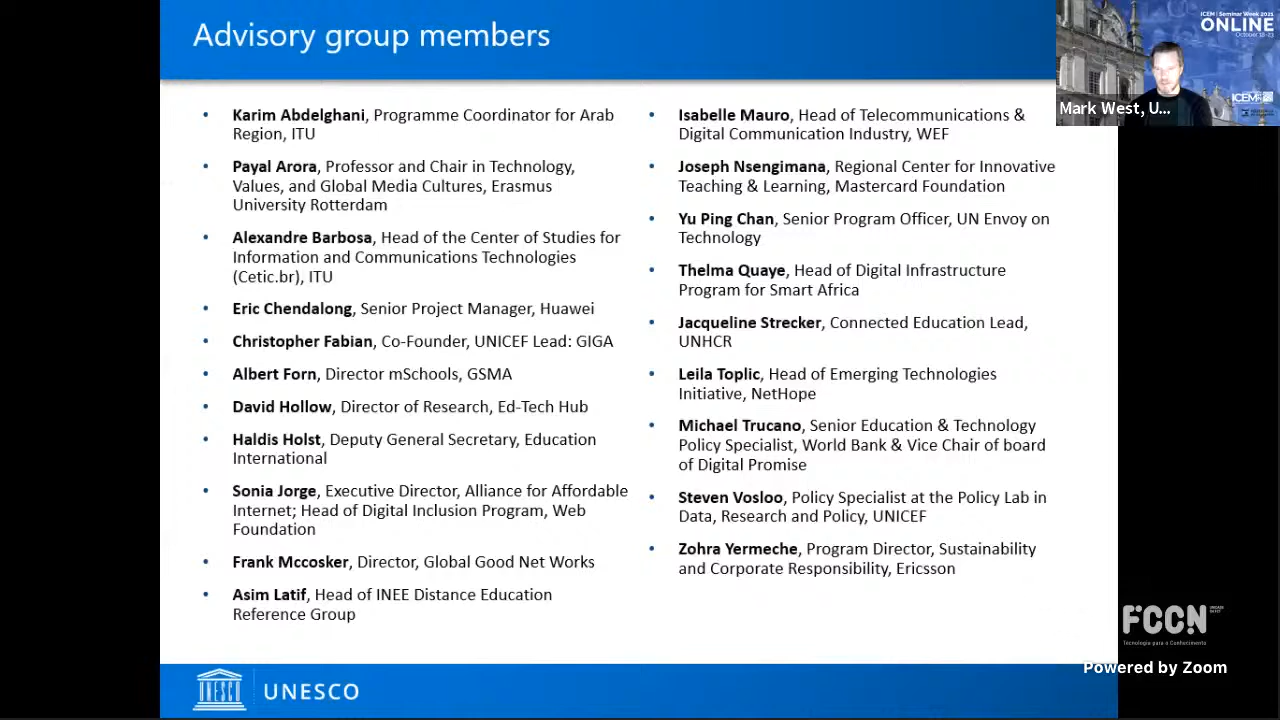 Advisory group members
Karim Abdelghani, Programme Coordinator for Arab
Region, ITU
Payal Arora, Professor and Chair in Technology,
Values, and Global Media Cultures, Erasmus
University Rotterdam
Alexandre Barbosa, Head of the Center of Studies for
Information and Communications Technologies
(Cetic.br), ITU
Eric Chendalong, Senior Project Manager, Huawei
Christopher Fabian, Co-Founder, UNICEF Lead: GIGA
Albert Forn, Director mSchools, GSMA
David Hollow, Director of Research, Ed-Tech Hub
Haldis Holst, Deputy General Secretary, Education
International
Sonia Jorge, Executive Director, Alliance for Affordable
Internet; Head of Digital Inclusion Program, Web
Foundation
Frank Mccosker, Director, Global Good Net Works
Asim Latif, Head of INEE Distance Education
Reference Group
Isabelle Mauro, Head of Telecommunications &
Digital Communication Industry, WEF
Joseph Nsengimana, Regional Center for Innovative
Teaching & Learning, Mastercard Foundation
Yu Ping Chan, Senior Program Officer, UN Envoy on
Technology
Thelma Quaye, Head of Digital Infrastructure
Program for Smart Africa
Jacqueline Strecker, Connected Education Lead,
UNHCR
Leila Toplic, Head of Emerging Technologies
Initiative, NetHope
Michael Trucano, Senior Education & Technology
Policy Specialist, World Bank & Vice Chair of board
of Digital Promise
Steven Vosloo, Policy Specialist at the Policy Lab in
Data, Research and Policy, UNICEF
Zohra Yermeche, Program Director, Sustainability
and Corporate Responsibility, Ericsson
UNESCO
UNESCO
ICEM | Seminar Week 2021
ONLINE
ICEM
Mark West, U...
FCCN
Tecnologia para o Conhecimento
Powered by Zoom